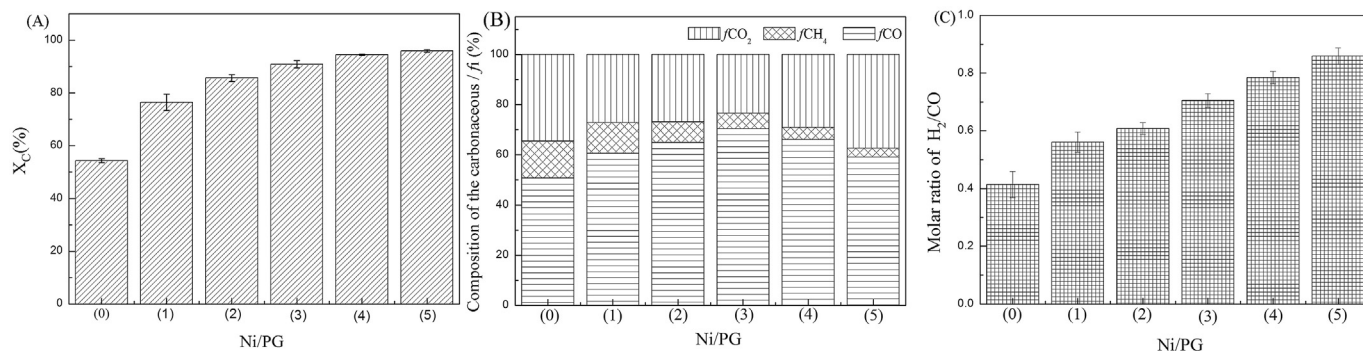 (A)
X_C(%)
100
80
60
40
20
0
(0) (1) (2) (3) (4) (5)
Ni/PG
(B)
Composition of the carbonaceous / fi (%)
fCO₂ fCH₄ fCO
100
80
60
40
20
0
(0) (1) (2) (3) (4) (5)
Ni/PG
(C)
Molar ratio of H₂/CO
1.0
0.8
0.6
0.4
0.2
0.0
(0) (1) (2) (3) (4) (5)
Ni/PG